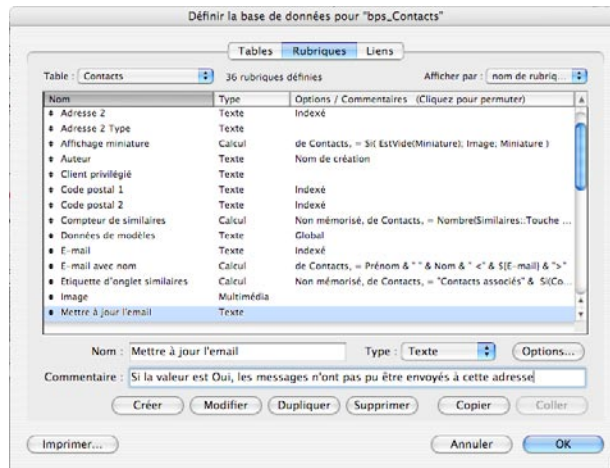 Définir la base de données pour "bps_Contacts"
Tables Rubriques Liens
Table : Contacts 36 rubriques définies Afficher par : nom de rubriq...
Nom Type Options / Commentaires (Cliquez pour permuter)
Adresse 2 Texte Indexé
Adresse 2 Type Texte
Affichage miniature Calcul de Contacts, = Si( EstVide(Miniature); Image; Miniature )
Auteur Texte Nom de création
Client privilégié Texte
Code postal 1 Texte Indexé
Code postal 2 Texte Indexé
Compteur de similaires Calcul Non mémorisé, de Contacts, = Nombre(Similaires::Touche ...
Données de modèles Texte Global
E-mail Texte Indexé
E-mail avec nom Calcul de Contacts, = Prénom & " " & Nom & " <" & S[E-mail} & ">"
Etiquette d'onglet similaires Calcul Non mémorisé, de Contacts, = "Contacts associés" & Si(Co...
Image Multimédia
Mettre à jour l'email Texte
Nom : Mettre à jour l'email Type : Texte Options...
Commentaire : Si la valeur est Oui, les messages n'ont pas pu être envoyés à cette adresse
Créer Modifier Dupliquer Supprimer Copier Coller
Imprimer... Annuler OK